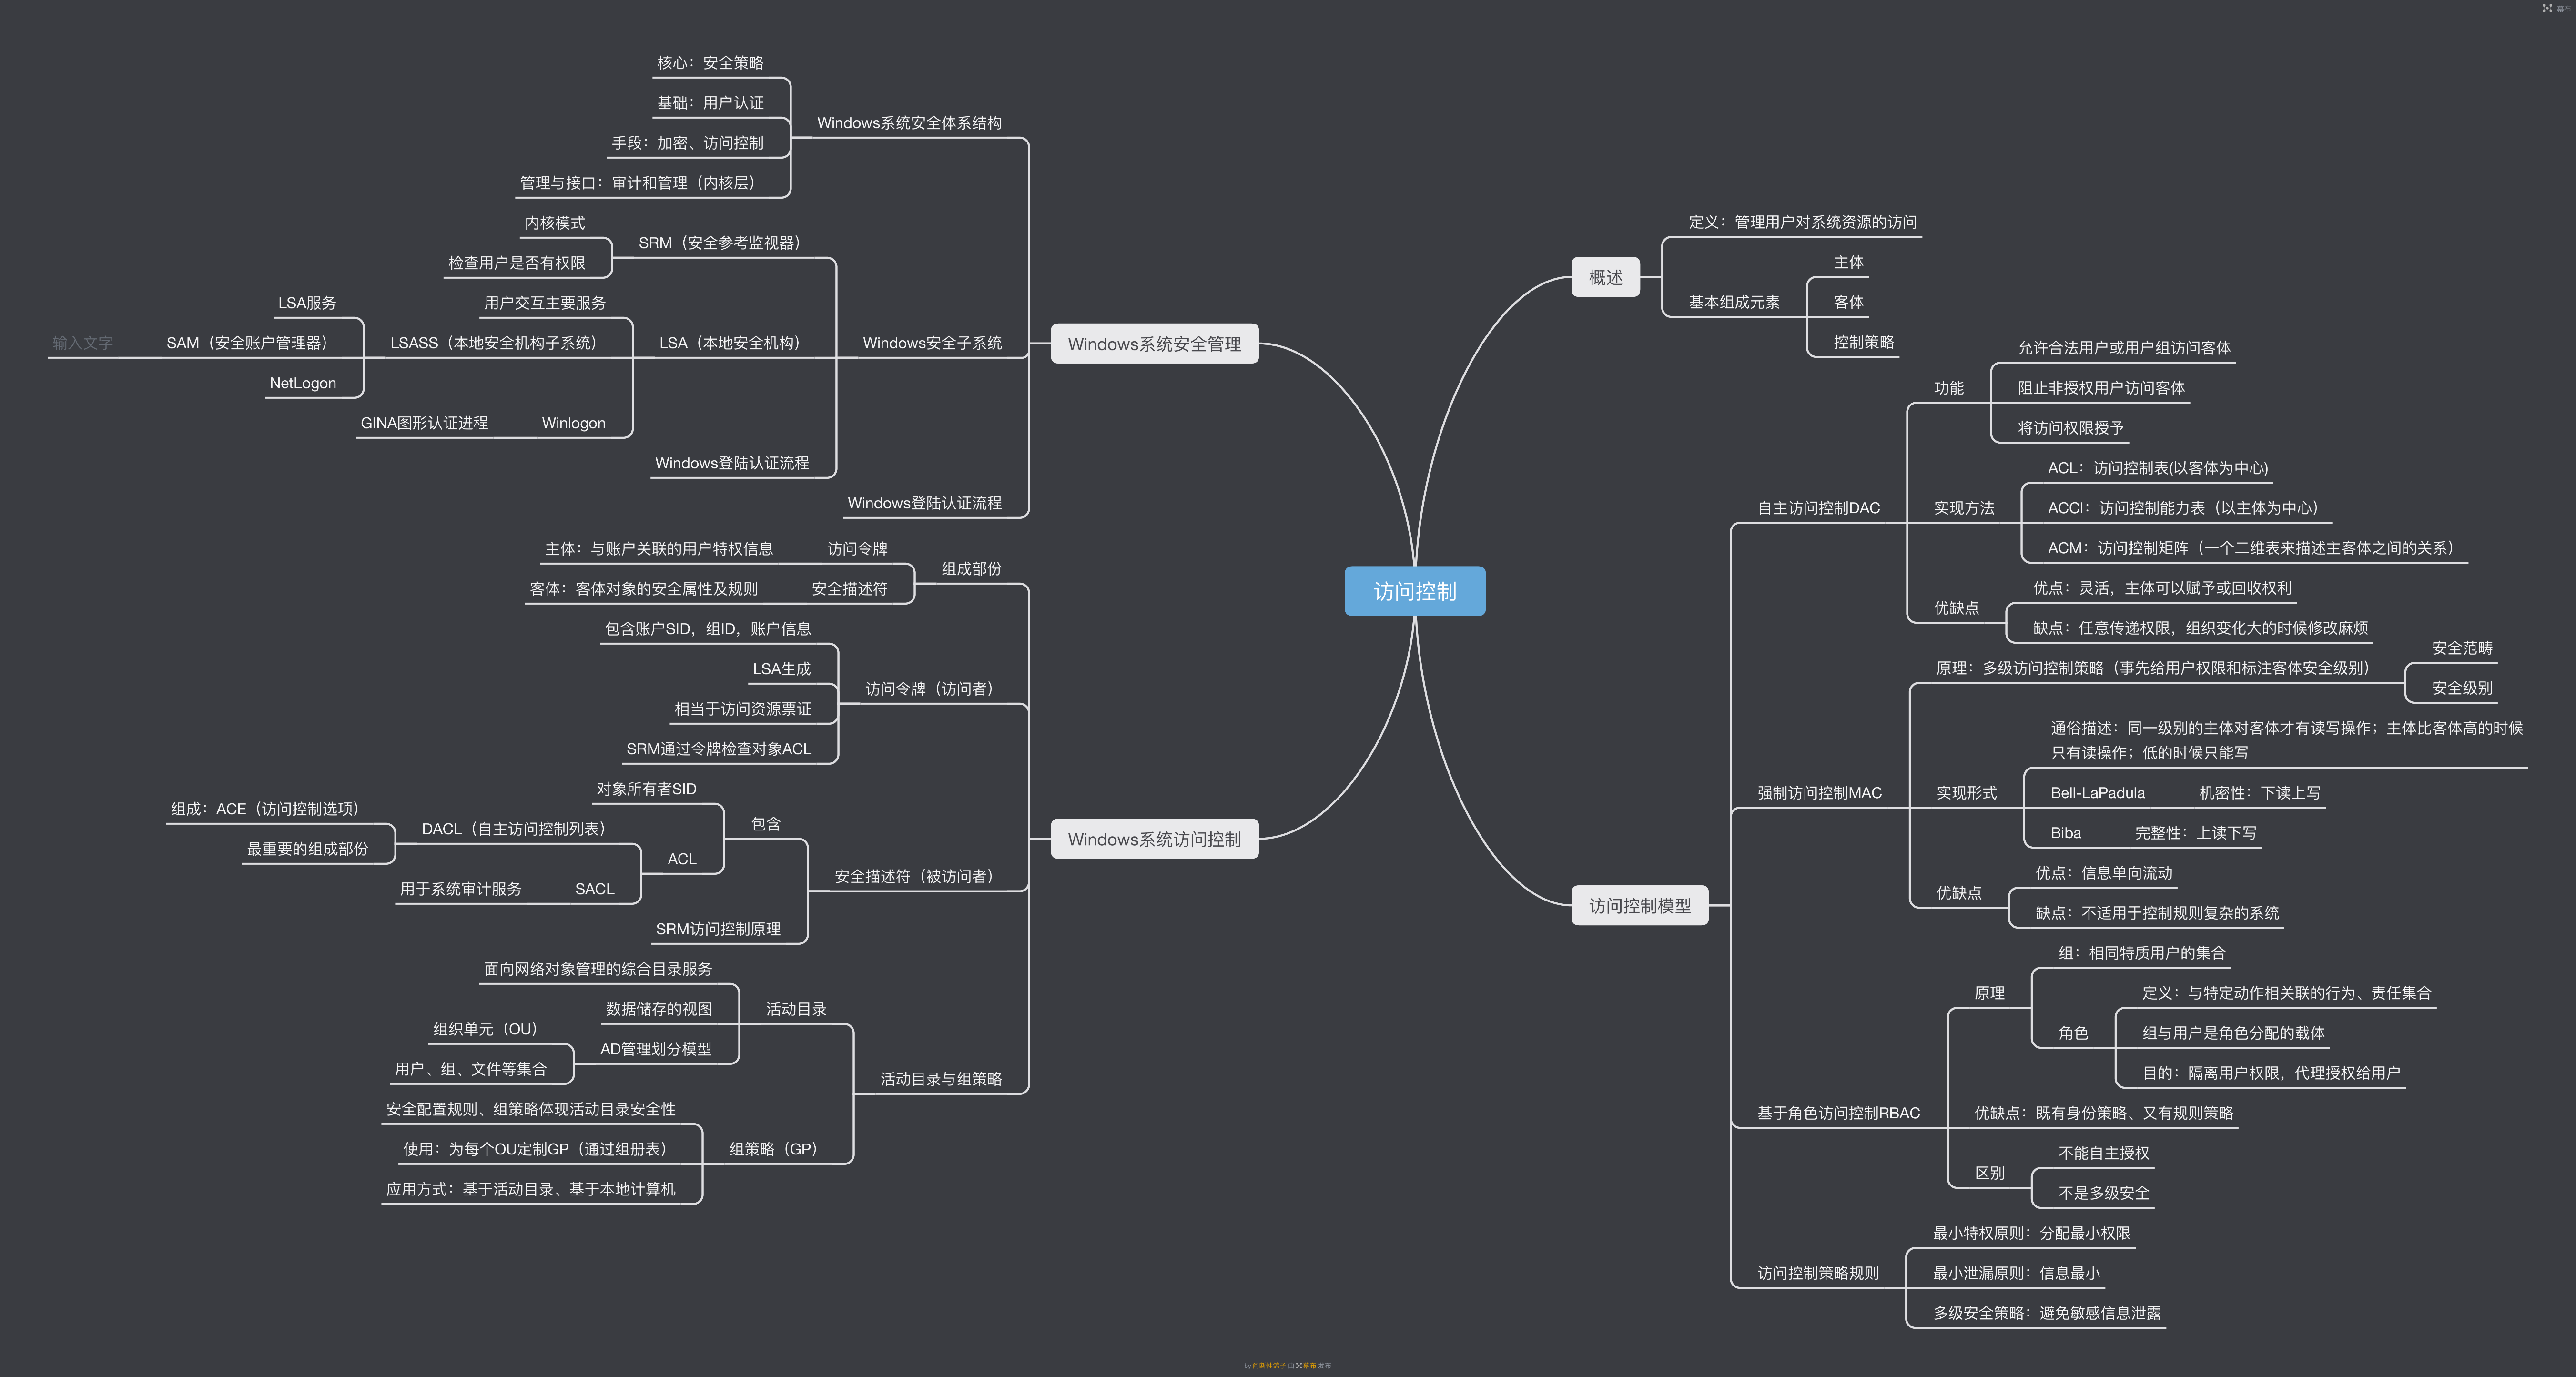 幕布
访问控制
概述
定义：管理用户对系统资源的访问
基本组成元素
主体
客体
控制策略
访问控制模型
自主访问控制DAC
功能
允许合法用户或用户组访问客体
阻止非授权用户访问客体
将访问权限授予
实现方法
ACL：访问控制表(以客体为中心)
ACCl：访问控制能力表（以主体为中心）
ACM：访问控制矩阵（一个二维表来描述主客体之间的关系）
优缺点
优点：灵活，主体可以赋予或回收权利
缺点：任意传递权限，组织变化大的时候修改麻烦
强制访问控制MAC
原理：多级访问控制策略（事先给用户权限和标注客体安全级别）
安全范畴
安全级别
实现形式
通俗描述：同一级别的主体对客体才有读写操作；主体比客体高的时候
只有读操作；低的时候只能写
Bell-LaPadula
机密性：下读上写
Biba
完整性：上读下写
优缺点
优点：信息单向流动
缺点：不适用于控制规则复杂的系统
基于角色访问控制RBAC
原理
组：相同特质用户的集合
角色
定义：与特定动作相关联的行为、责任集合
组与用户是角色分配的载体
目的：隔离用户权限，代理授权给用户
优缺点：既有身份策略、又有规则策略
区别
不能自主授权
不是多级安全
访问控制策略规则
最小特权原则：分配最小权限
最小泄漏原则：信息最小
多级安全策略：避免敏感信息泄露
Windows系统安全管理
Windows系统安全体系结构
核心：安全策略
基础：用户认证
手段：加密、访问控制
管理与接口：审计和管理（内核层）
Windows安全子系统
SRM（安全参考监视器）
内核模式
检查用户是否有权限
LSA（本地安全机构）
用户交互主要服务
LSASS（本地安全机构子系统）
LSA服务
SAM（安全账户管理器）
输入文字
NetLogon
Winlogon
GINA图形认证进程
Windows登陆认证流程
Windows登陆认证流程
Windows系统访问控制
组成部份
访问令牌
主体：与账户关联的用户特权信息
安全描述符
客体：客体对象的安全属性及规则
访问令牌（访问者）
包含账户SID，组ID，账户信息
LSA生成
相当于访问资源票证
SRM通过令牌检查对象ACL
安全描述符（被访问者）
包含
对象所有者SID
ACL
DACL（自主访问控制列表）
组成：ACE（访问控制选项）
最重要的组成部份
SACL
用于系统审计服务
SRM访问控制原理
活动目录与组策略
活动目录
面向网络对象管理的综合目录服务
数据储存的视图
AD管理划分模型
组织单元（OU）
用户、组、文件等集合
组策略（GP）
安全配置规则、组策略体现活动目录安全性
使用：为每个OU定制GP（通过组册表）
应用方式：基于活动目录、基于本地计算机
by 间断性鸽子 由 幕布 发布